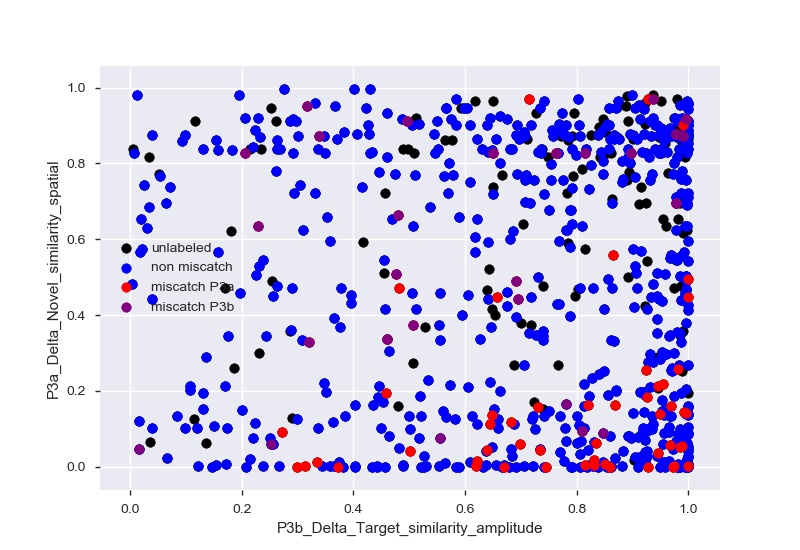 1.0
0.8
0.6
0.4
0.2
0.0
P3a_Delta_Novel_similarity_spatial
unlabeled
non miscatch
miscatch P3a
miscatch P3b
0.0 0.2 0.4 0.6 0.8 1.0
P3b_Delta_Target_similarity_amplitude